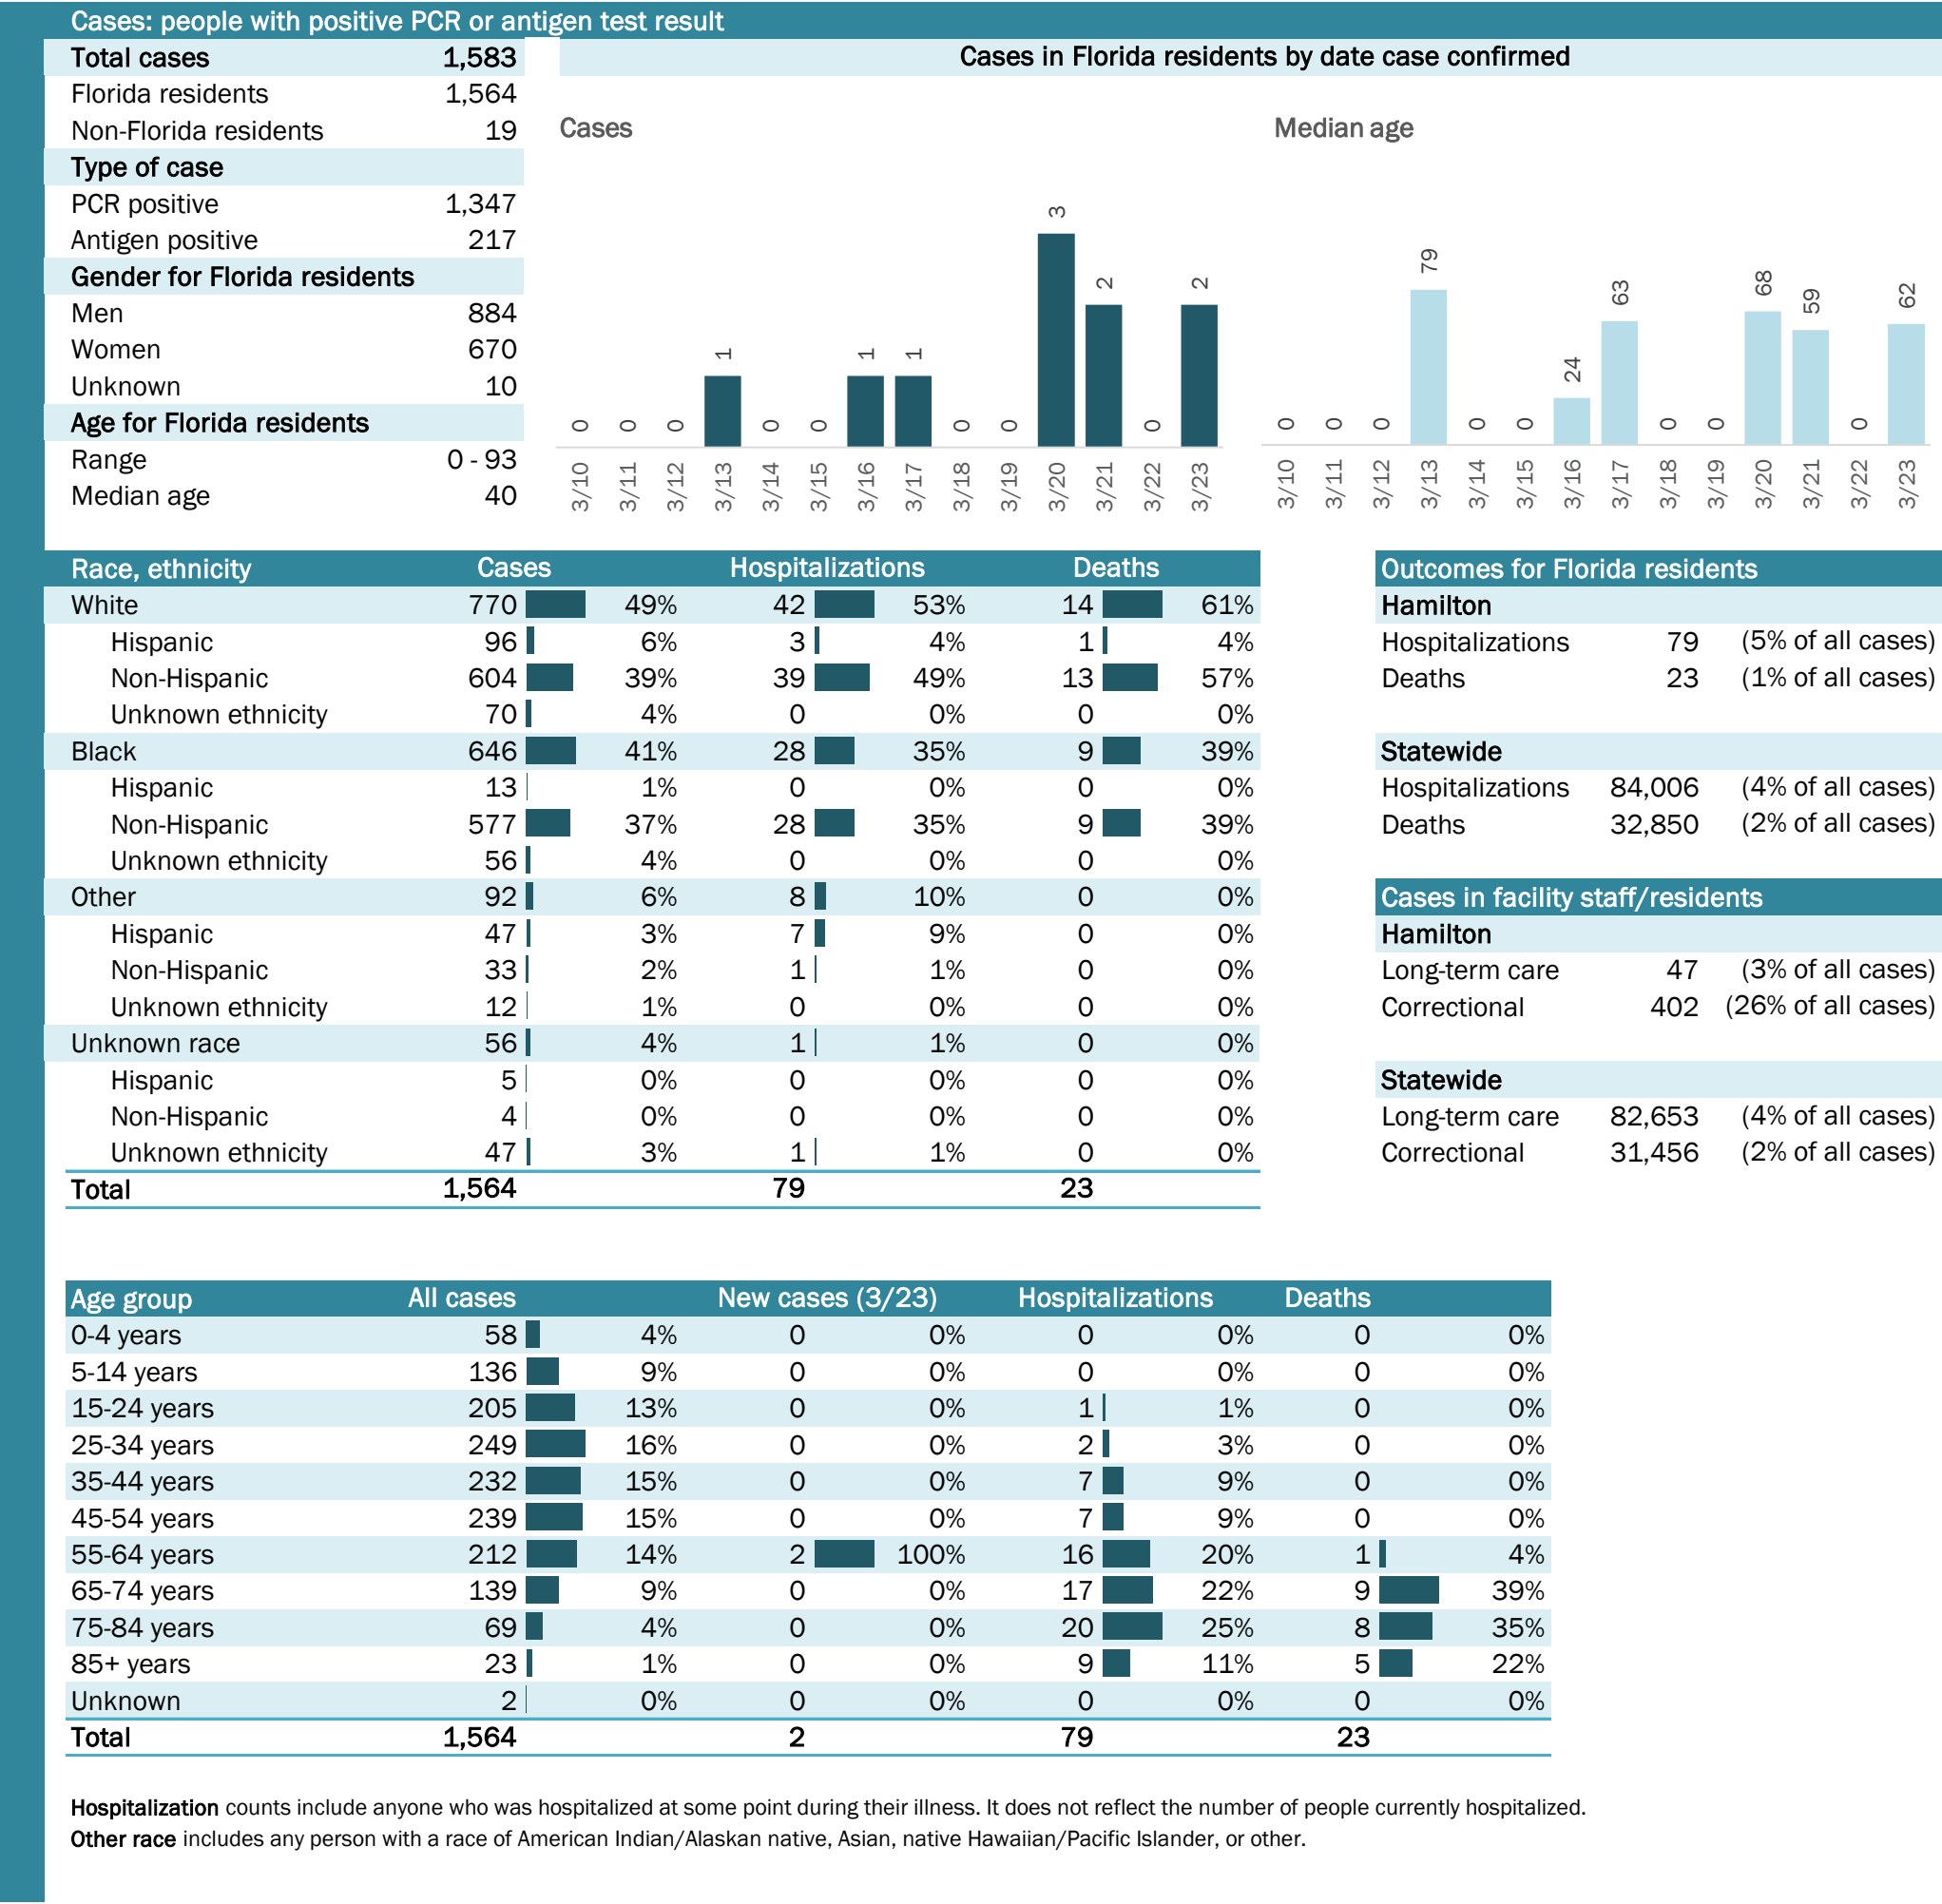 Cases: people with positive PCR or antigen test result
Total cases 1,583
Florida residents 1,564
Non-Florida residents 19
Type of case
PCR positive 1,347
Antigen positive 217
Gender for Florida residents
Men 884
Women 670
Unknown 10
Age for Florida residents
Range 0 - 93
Median age 40
Cases in Florida residents by date case confirmed
Cases
0 0 0 1 0 0 1 1 0 0 3 2 0 2
3/10 3/11 3/12 3/13 3/14 3/15 3/16 3/17 3/18 3/19 3/20 3/21 3/22 3/23
Median age
0 0 0 79 0 0 24 63 0 0 68 59 0 62
3/10 3/11 3/12 3/13 3/14 3/15 3/16 3/17 3/18 3/19 3/20 3/21 3/22 3/23
Race, ethnicity Cases Hospitalizations Deaths
White 770 49% 42 53% 14 61%
Hispanic 96 6% 3 4% 1 4%
Non-Hispanic 604 39% 39 49% 13 57%
Unknown ethnicity 70 4% 0 0% 0 0%
Black 646 41% 28 35% 9 39%
Hispanic 13 1% 0 0% 0 0%
Non-Hispanic 577 37% 28 35% 9 39%
Unknown ethnicity 56 4% 0 0% 0 0%
Other 92 6% 8 10% 0 0%
Hispanic 47 3% 7 9% 0 0%
Non-Hispanic 33 2% 1 1% 0 0%
Unknown ethnicity 12 1% 0 0% 0 0%
Unknown race 56 4% 1 1% 0 0%
Hispanic 5 0% 0 0% 0 0%
Non-Hispanic 4 0% 0 0% 0 0%
Unknown ethnicity 47 3% 1 1% 0 0%
Total 1,564 79 23
Outcomes for Florida residents
Hamilton
Hospitalizations 79 (5% of all cases)
Deaths 23 (1% of all cases)
Statewide
Hospitalizations 84,006 (4% of all cases)
Deaths 32,850 (2% of all cases)
Cases in facility staff/residents
Hamilton
Long-term care 47 (3% of all cases)
Correctional 402 (26% of all cases)
Statewide
Long-term care 82,653 (4% of all cases)
Correctional 31,456 (2% of all cases)
Age group All cases New cases (3/23) Hospitalizations Deaths
0-4 years 58 4% 0 0% 0 0% 0 0%
5-14 years 136 9% 0 0% 0 0% 0 0%
15-24 years 205 13% 0 0% 1 1% 0 0%
25-34 years 249 16% 0 0% 2 3% 0 0%
35-44 years 232 15% 0 0% 7 9% 0 0%
45-54 years 239 15% 0 0% 7 9% 0 0%
55-64 years 212 14% 2 100% 16 20% 1 4%
65-74 years 139 9% 0 0% 17 22% 9 39%
75-84 years 69 4% 0 0% 20 25% 8 35%
85+ years 23 1% 0 0% 9 11% 5 22%
Unknown 2 0% 0 0% 0 0% 0 0%
Total 1,564 2 79 23
Hospitalization counts include anyone who was hospitalized at some point during their illness. It does not reflect the number of people currently hospitalized.
Other race includes any person with a race of American Indian/Alaskan native, Asian, native Hawaiian/Pacific Islander, or other.